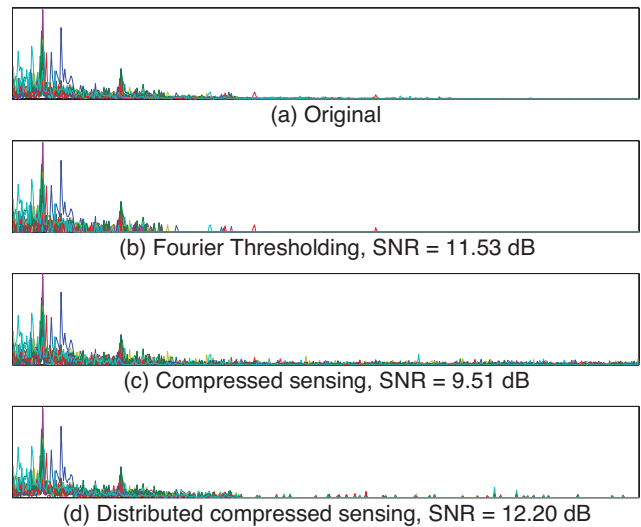 (a) Original
(b) Fourier Thresholding, SNR = 11.53 dB
(c) Compressed sensing, SNR = 9.51 dB
(d) Distributed compressed sensing, SNR = 12.20 dB